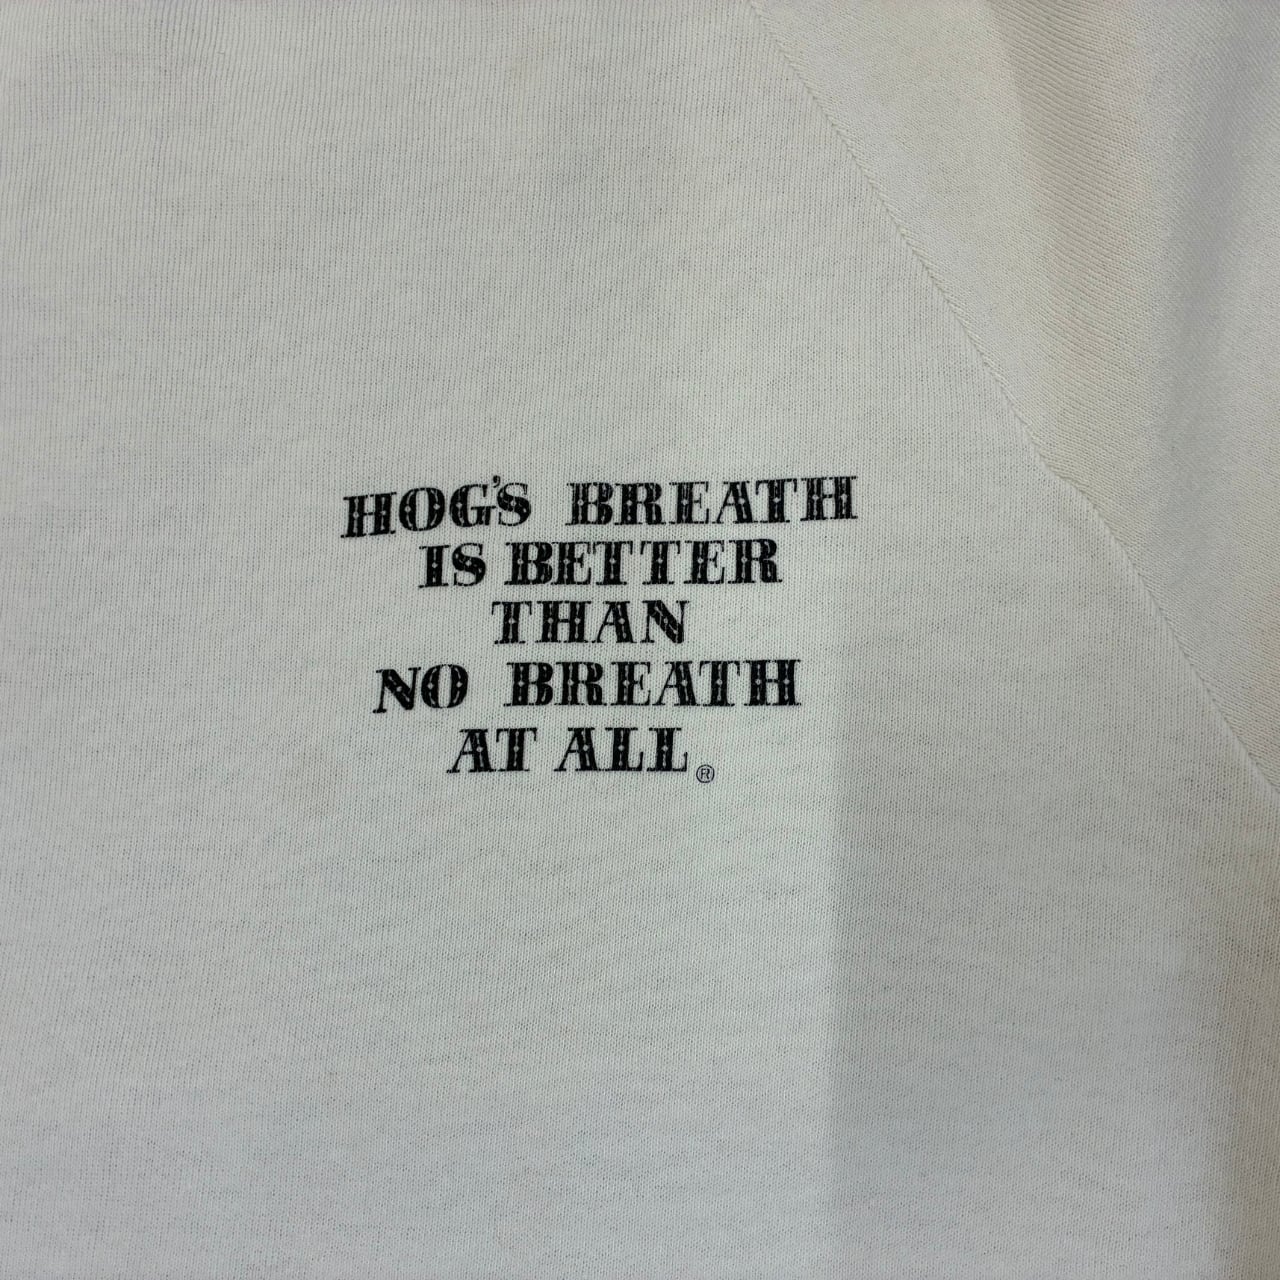 HOG'S BREATH
IS BETTER
THAN
NO BREATH
AT ALL®